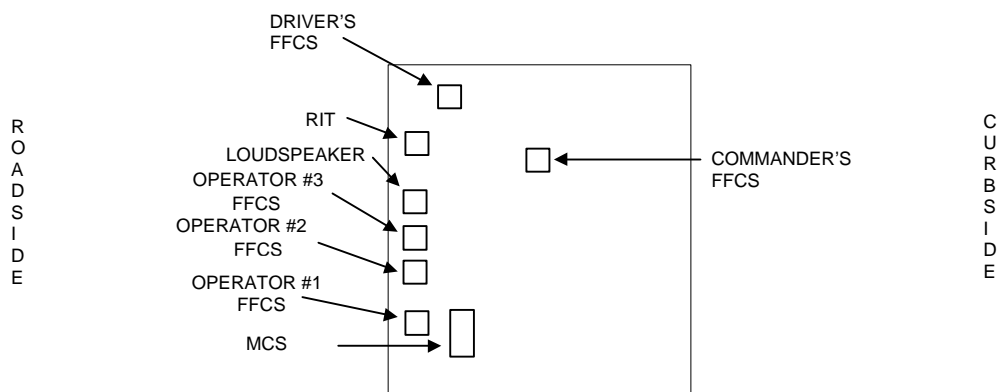 DRIVER'S
FFCS
RIT
LOUDSPEAKER
OPERATOR #3
FFCS
OPERATOR #2
FFCS
OPERATOR #1
FFCS
MCS
COMMANDER'S
FFCS
ROADSIDE
CURBSIDE